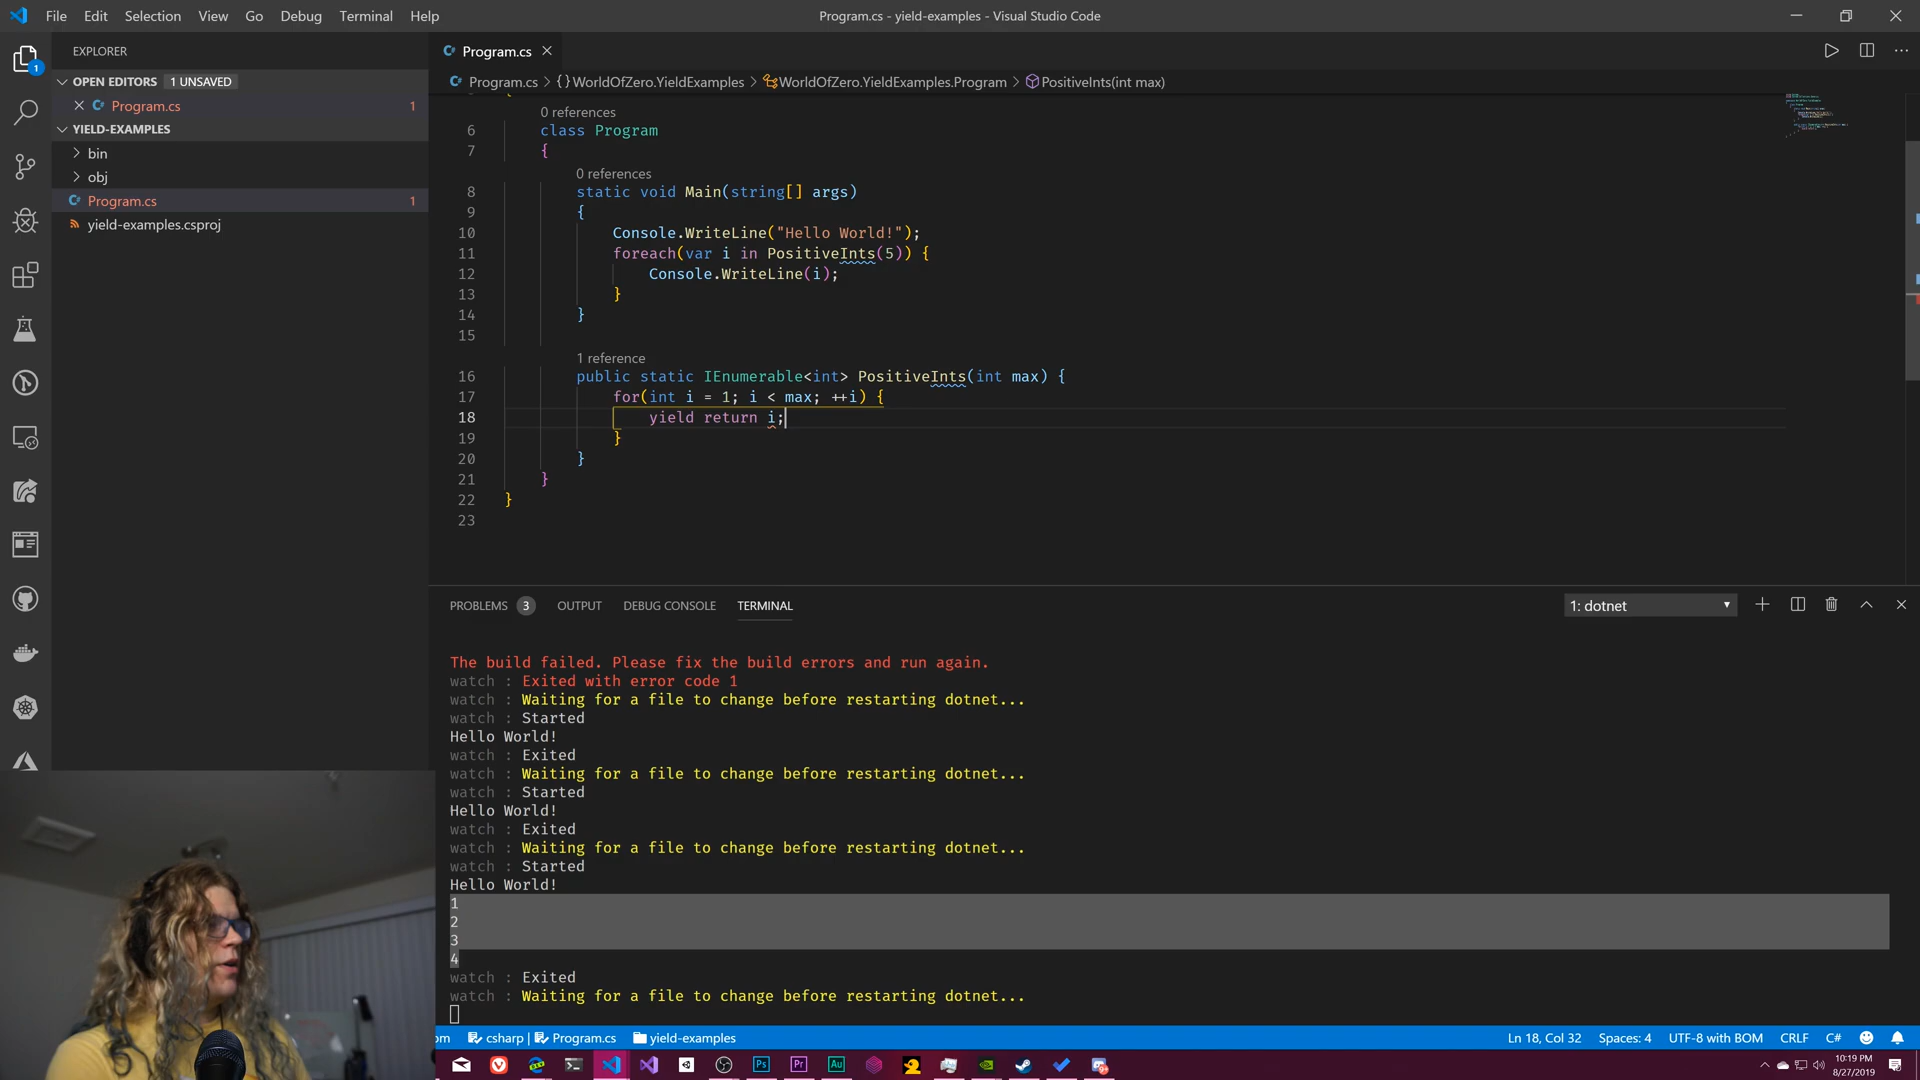 File Edit Selection View Go Debug Terminal Help
Program.cs - yield-examples - Visual Studio Code
EXPLORER
1
OPEN EDITORS 1 UNSAVED
Program.cs 1
YIELD-EXAMPLES
bin
obj
Program.cs 1
yield-examples.csproj
Program.cs
Program.cs > {} WorldOfZero.YieldExamples > WorldOfZero.YieldExamples.Program > PositiveInts(int max)
0 references
6 class Program
7 {
0 references
8 static void Main(string[] args)
9 {
10 Console.WriteLine("Hello World!");
11 foreach(var i in PositiveInts(5)) {
12 Console.WriteLine(i);
13 }
14 }
15
1 reference
16 public static IEnumerable<int> PositiveInts(int max) {
17 for(int i = 1; i < max; ++i) {
18 yield return i;
19 }
20 }
21 }
22 }
23
PROBLEMS 3 OUTPUT DEBUG CONSOLE TERMINAL
1: dotnet
The build failed. Please fix the build errors and run again.
watch : Exited with error code 1
watch : Waiting for a file to change before restarting dotnet...
watch : Started
Hello World!
watch : Exited
watch : Waiting for a file to change before restarting dotnet...
watch : Started
Hello World!
watch : Exited
watch : Waiting for a file to change before restarting dotnet...
watch : Started
Hello World!
1
2
3
4
watch : Exited
watch : Waiting for a file to change before restarting dotnet...
om csharp | Program.cs yield-examples
Ln 18, Col 32 Spaces: 4 UTF-8 with BOM CRLF C#
Ps Pr Au
10:19 PM
8/27/2019